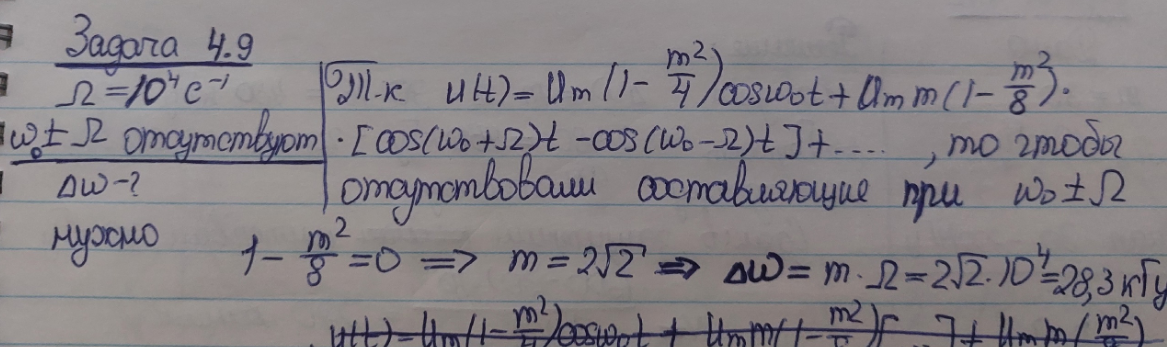 Задача 4.9
Ω = 10⁴ с⁻¹
ω₀ ± Ω отсутствуют
Δω - ?
Т.к u(t) = Um(1 - m²/4)cosω₀t + Um m(1 - m²/8)·
·[cos(ω₀+Ω)t - cos(ω₀-Ω)t] + ...., то чтобы
отсутствовали составляющие при ω₀ ± Ω
нужно 1 - m²/8 = 0 => m = 2√2 => Δω = m·Ω = 2√2·10⁴ = 28,3 кГц